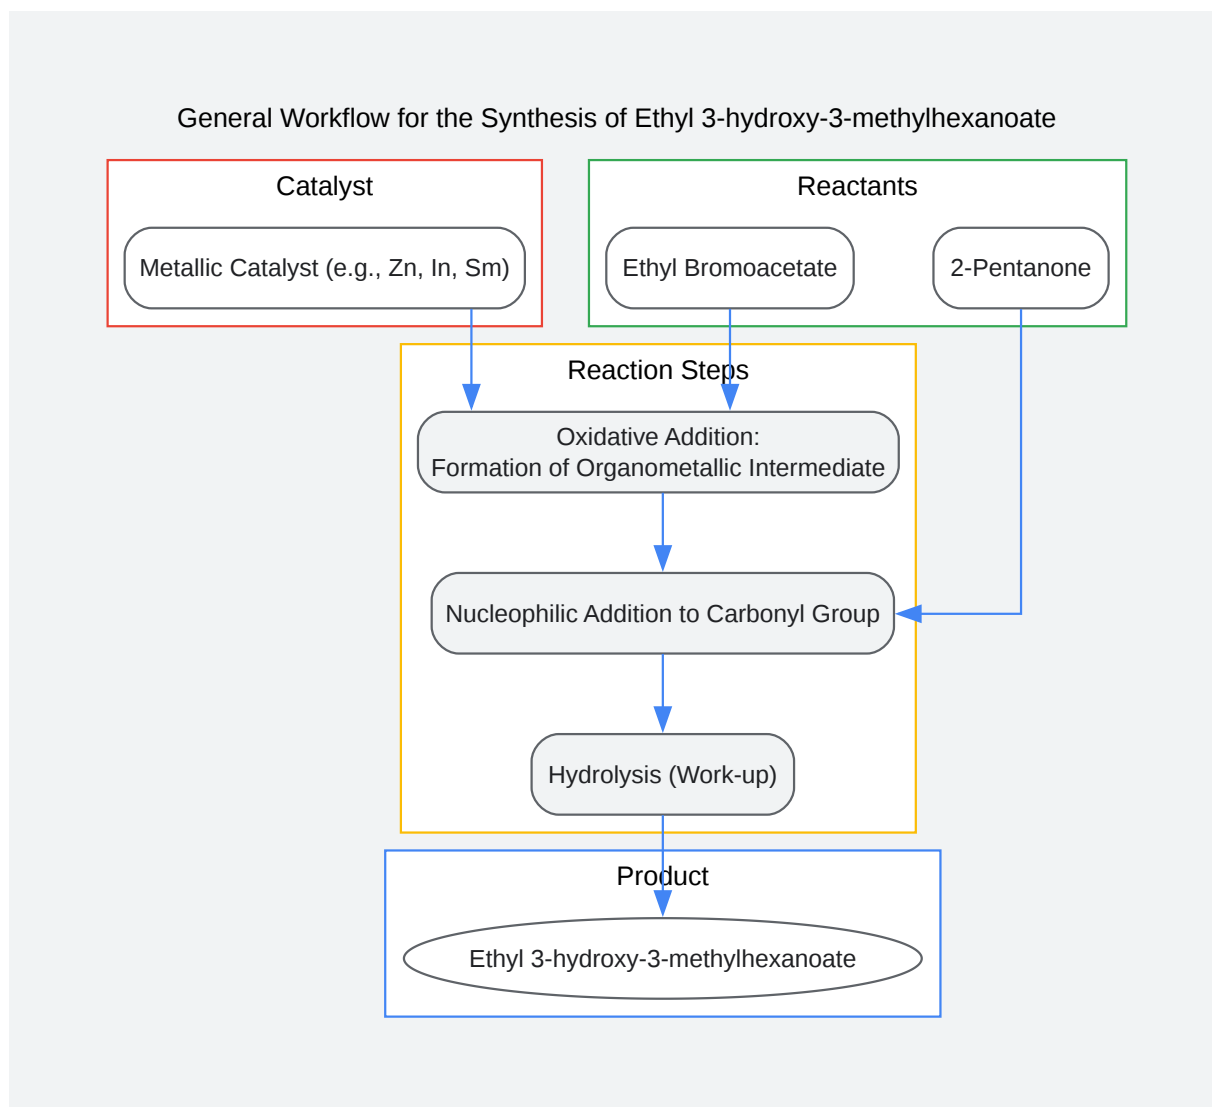 General Workflow for the Synthesis of Ethyl 3-hydroxy-3-methylhexanoate
Catalyst
Metallic Catalyst (e.g., Zn, In, Sm)
Reactants
Ethyl Bromoacetate
2-Pentanone
Reaction Steps
Oxidative Addition:
Formation of Organometallic Intermediate
Nucleophilic Addition to Carbonyl Group
Hydrolysis (Work-up)
Product
Ethyl 3-hydroxy-3-methylhexanoate